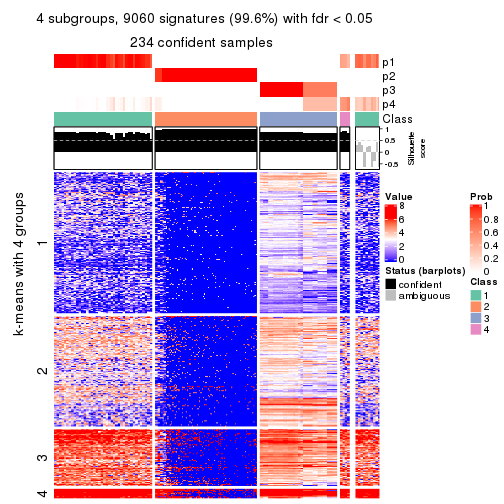 4 subgroups, 9060 signatures (99.6%) with fdr < 0.05
234 confident samples
p1
p2
p3
p4
Class
1
0.5
0
-0.5
Silhouette
score
k-means with 4 groups
1
2
3
4
Value
8
6
4
2
0
Status (barplots)
confident
ambiguous
Prob
1
0.8
0.6
0.4
0.2
0
Class
1
2
3
4